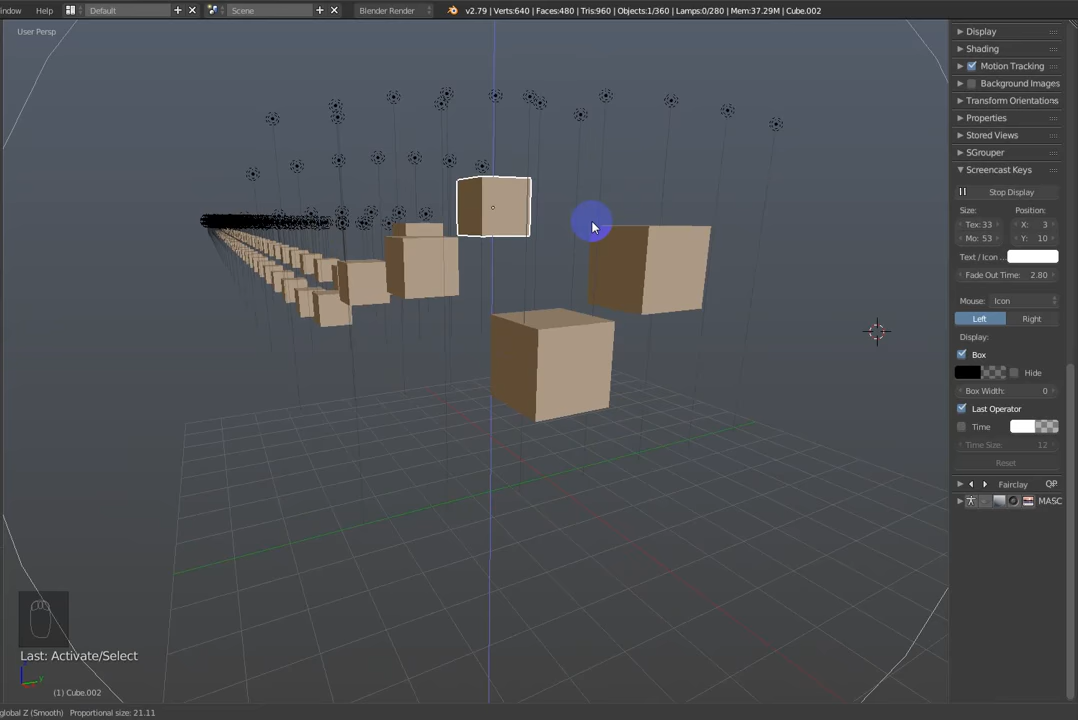 indow Help Default Scene Blender Render v2.79 | Verts:640 | Faces:480 | Tris:960 | Objects:1/360 | Lamps:0/280 | Mem:37.29M | Cube.002
User Persp
Display
Shading
Motion Tracking
Background Images
Transform Orientations
Properties
Stored Views
SGrouper
Screencast Keys
Stop Display
Size: Position:
Tex: 33 X: 3
Mo: 53 Y: 10
Text / Icon ...
Fade Out Time: 2.80
Mouse: Icon
Left Right
Display:
Box
Hide
Box Width: 0
Last Operator
Time
Time Size: 12
Reset
Fairclay QP
MASC
Last: Activate/Select
(1) Cube.002
global Z (Smooth) Proportional size: 21.11